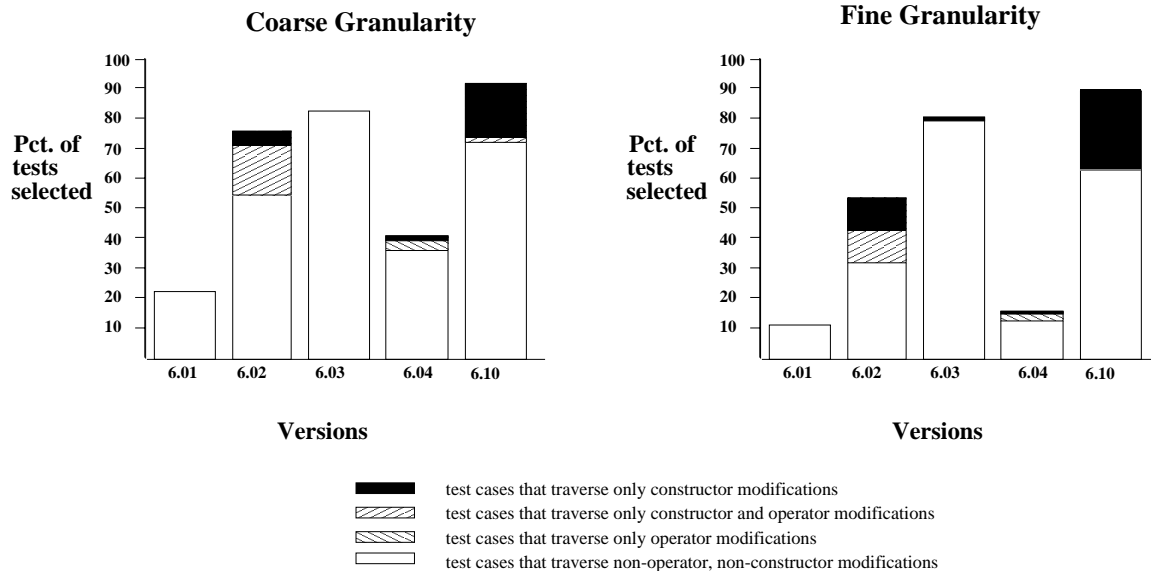 Coarse Granularity
Pct. of
tests
selected
100
90
80
70
60
50
40
30
20
10
6.01 6.02 6.03 6.04 6.10
Versions
Fine Granularity
Pct. of
tests
selected
100
90
80
70
60
50
40
30
20
10
6.01 6.02 6.03 6.04 6.10
Versions
test cases that traverse only constructor modifications
test cases that traverse only constructor and operator modifications
test cases that traverse only operator modifications
test cases that traverse non-operator, non-constructor modifications